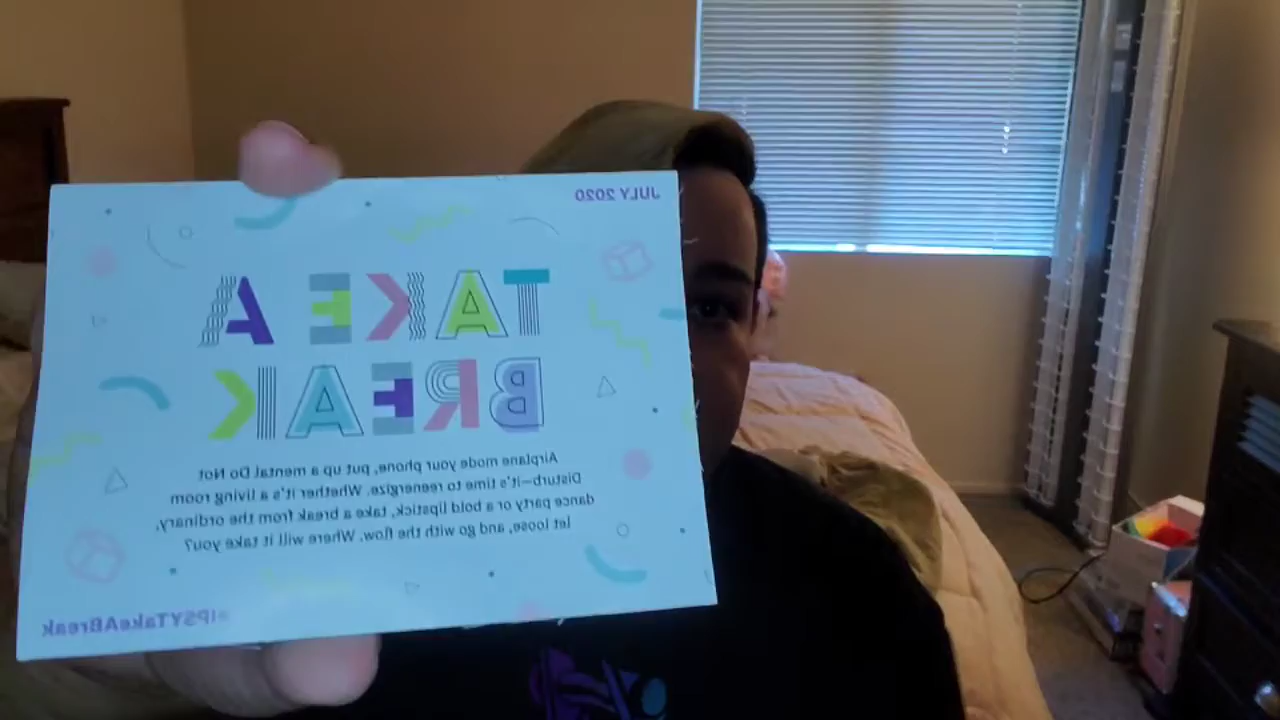 JULY 2020
TAKE A
BREAK
Airplane mode your phone, put up a mental Do Not
Disturb—it's time to reenergize. Whether it's a living room
dance party or a bold lipstick, take a break from the ordinary,
let loose, and go with the flow. Where will it take you?
#IPSYTakeABreak